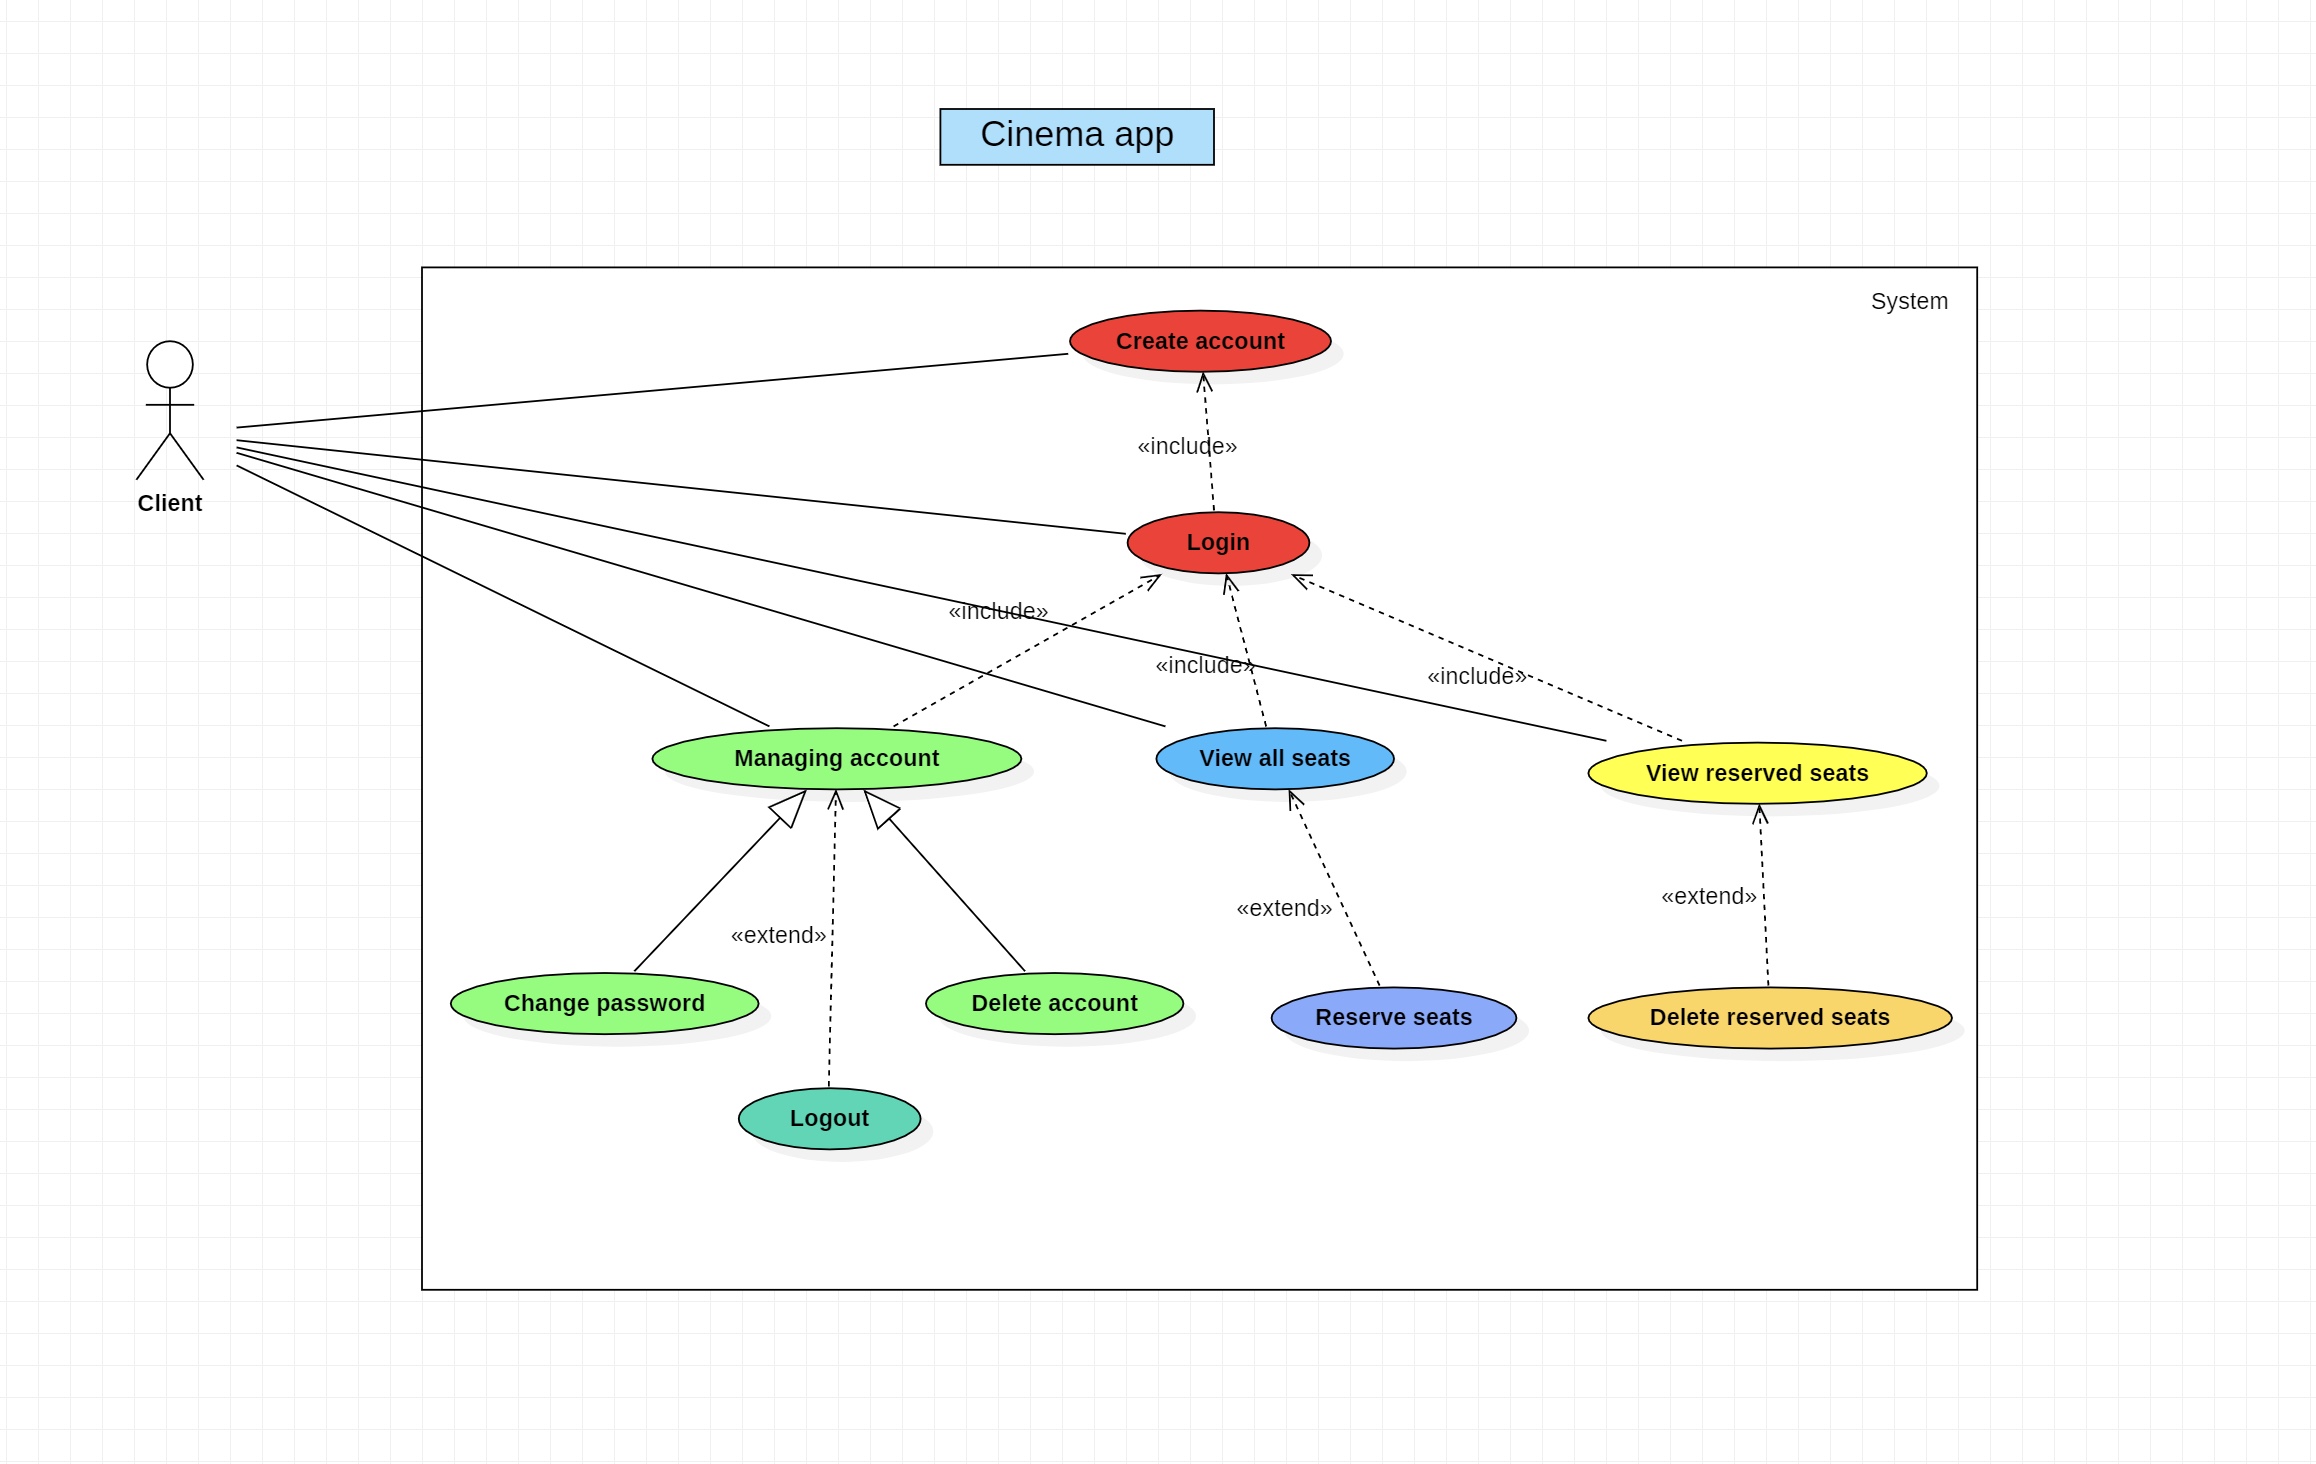 Cinema app
System
Create account
«include»
Client
Login
«include»
«include»
«include»
Managing account
View all seats
View reserved seats
«extend»
«extend»
«extend»
Change password
Delete account
Reserve seats
Delete reserved seats
Logout